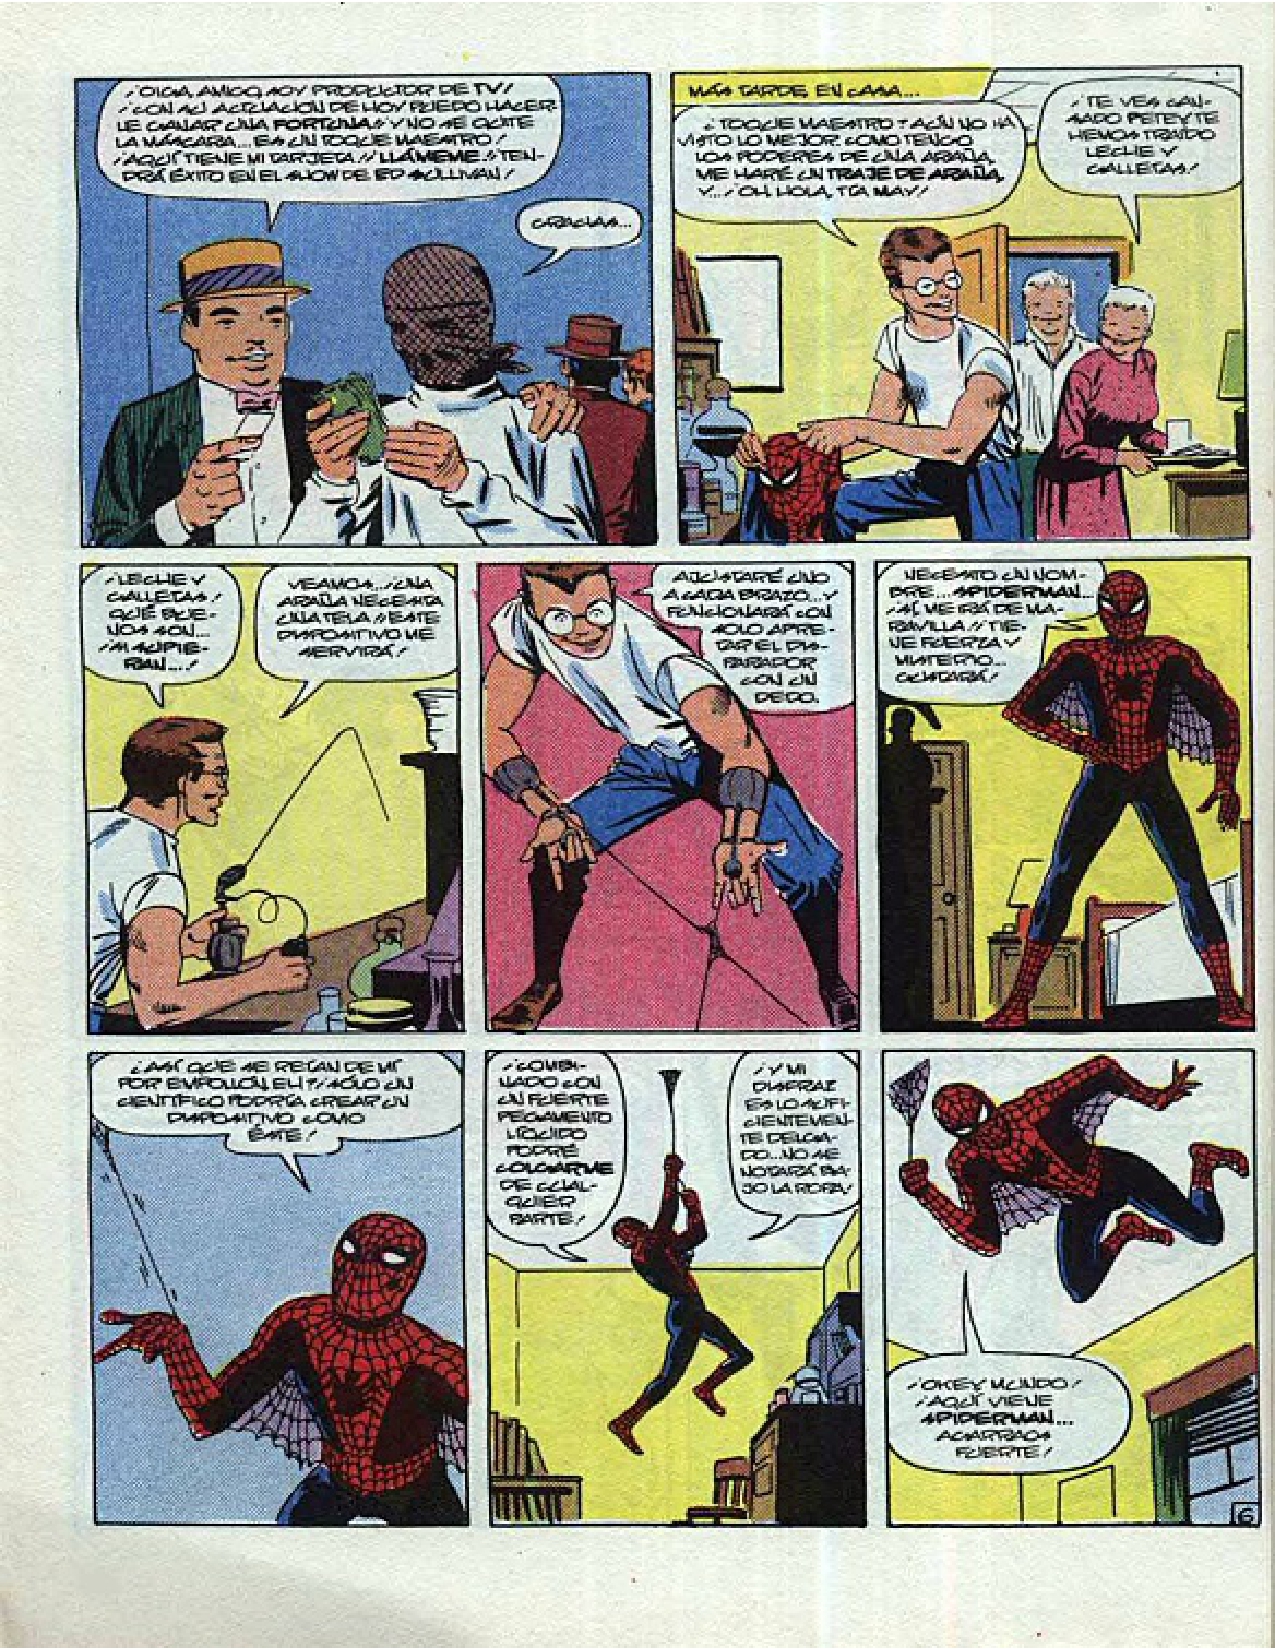 ¡OIGA, AMIGO, SOY PRODUCTOR DE TV!
¡CON SU ACTUACIÓN DE HOY PUEDO HACER-
LE GANAR UNA FORTUNA!! Y NO SE QUITE
LA MÁSCARA... ES UN TOQUE MAESTRO!
¡AQUÍ TIENE MI TARJETA!! ¡LLÁMEME!! TEN-
DRÁ ÉXITO EN EL SHOW DE ED SULLIVAN!
GRACIAS...
MÁS TARDE EN CASA...
¿TOQUE MAESTRO? AÚN NO HA
VISTO LO MEJOR. COMO TENGO
LOS PODERES DE UNA ARAÑA,
ME HARÉ UN TRAJE DE ARAÑA,
Y...¡OH, HOLA, TÍA MAY!
¡TE VES CAN-
SADO PETEY, TE
HEMOS TRAÍDO
LECHE Y
GALLETAS!
¡LECHE Y
GALLETAS!
QUÉ BUE-
NOS SON...
¡SI SUPIE-
RAN...!
VEAMOS...¡UNA
ARAÑA NECESITA
UNA TELA!! ¡ESTE
DISPOSITIVO ME
SERVIRÁ!
AJUSTARÉ UNO
A CADA BRAZO... Y
FUNCIONARÁ CON
SOLO APRE-
TAR EL DIS-
PARADOR
CON UN
DEDO.
NECESITO UN NOM-
BRE...SPIDERMAN...
¡SÍ, ME IRÁ DE MA-
RAVILLA!! TIE-
NE FUERZA Y
MISTERIO...
GUSTARÁ!
¿ASÍ QUE SE REÍAN DE MÍ
POR EMPOLLÓN, EH?! ¡SÓLO UN
CIENTÍFICO PODRÍA CREAR UN
DISPOSITIVO COMO
ÉSTE!
¡COMBI-
NADO CON
UN FUERTE
PEGAMENTO
LÍQUIDO
PODRÉ
COLGARME
DE CUAL-
QUIER
PARTE!
¡Y MI
DISFRAZ
ES LO SUFI-
CIENTEMEN-
TE DELGA-
DO...NO SE
NOTARÁ BA-
JO LA ROPA!
¡OKEY MUNDO!
¡AQUÍ VIENE
SPIDERMAN...
AGARRAOS
FUERTE!
6